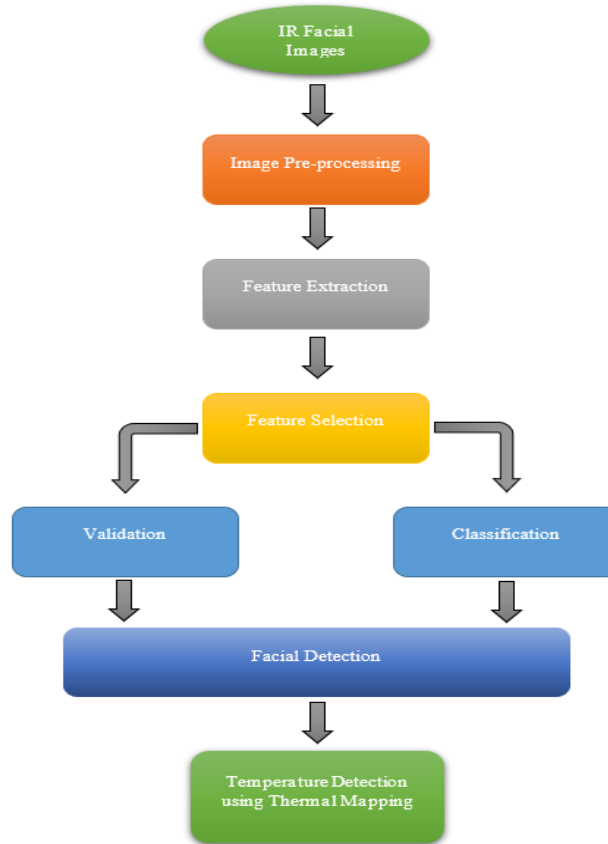 IR Facial
Images
Image Pre-processing
Feature Extraction
Feature Selection
Validation
Classification
Facial Detection
Temperature Detection
using Thermal Mapping